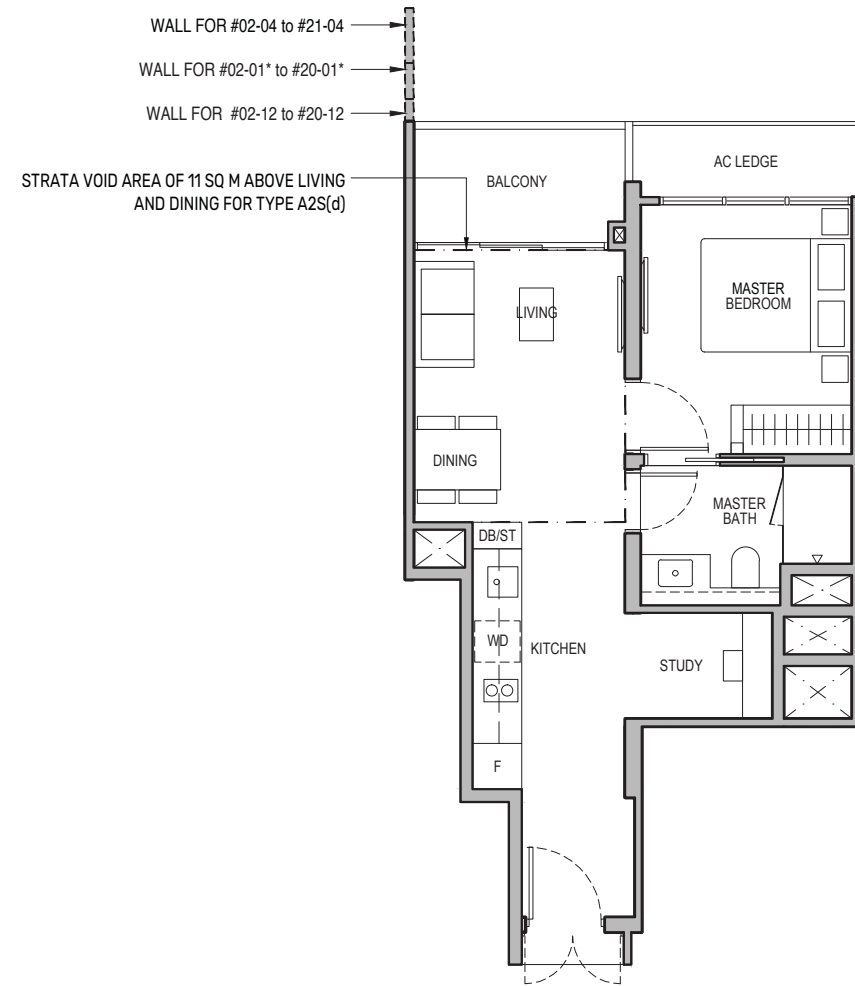 WALL FOR #02-04 to #21-04
WALL FOR #02-01* to #20-01*
WALL FOR #02-12 to #20-12
STRATA VOID AREA OF 11 SQ M ABOVE LIVING
AND DINING FOR TYPE A2S(d)
BALCONY
AC LEDGE
MASTER
BEDROOM
LIVING
DINING
MASTER
BATH
DB/ST
WD
KITCHEN
STUDY
F